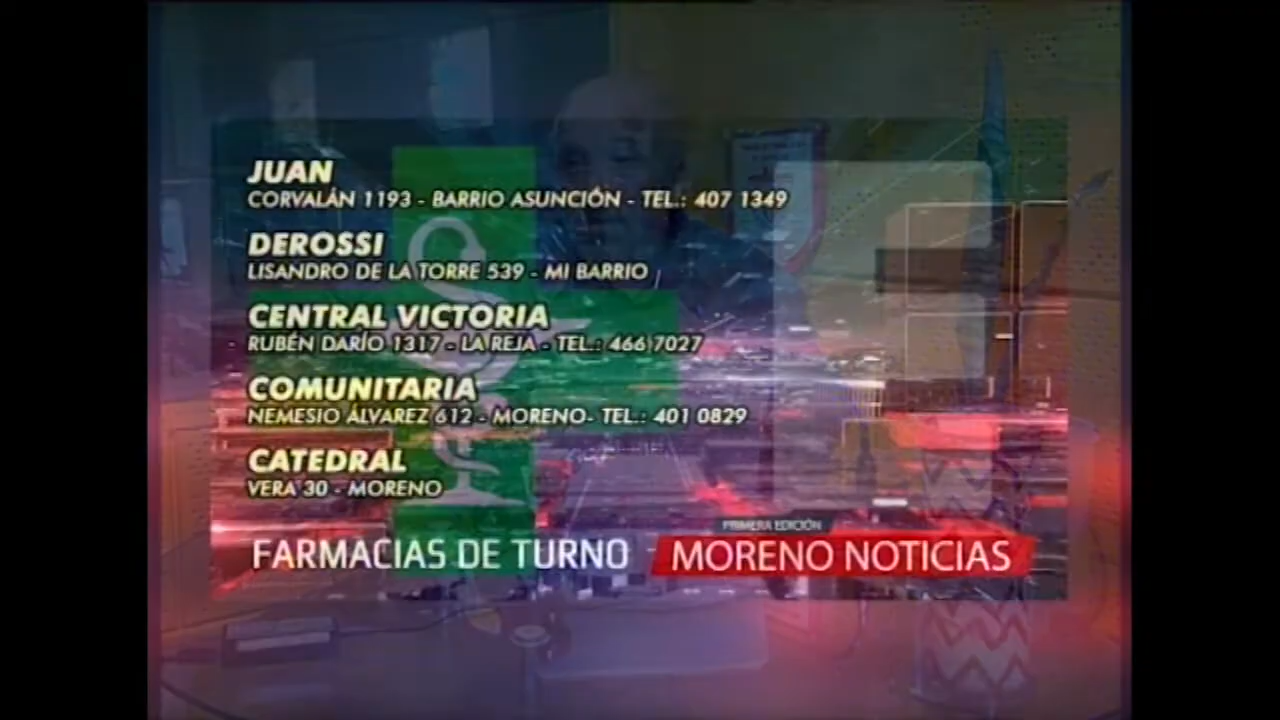 JUAN
CORVALÁN 1193 - BARRIO ASUNCIÓN - TEL.: 407 1349
DEROSSI
LISANDRO DE LA TORRE 539 - MI BARRIO
CENTRAL VICTORIA
RUBÉN DARÍO 1317 - LA REJA - TEL.: 466 7027
COMUNITARIA
NEMESIO ÁLVAREZ 612 - MORENO- TEL.: 401 0829
CATEDRAL
VERA 30 - MORENO
PRIMERA EDICIÓN
FARMACIAS DE TURNO
MORENO NOTICIAS